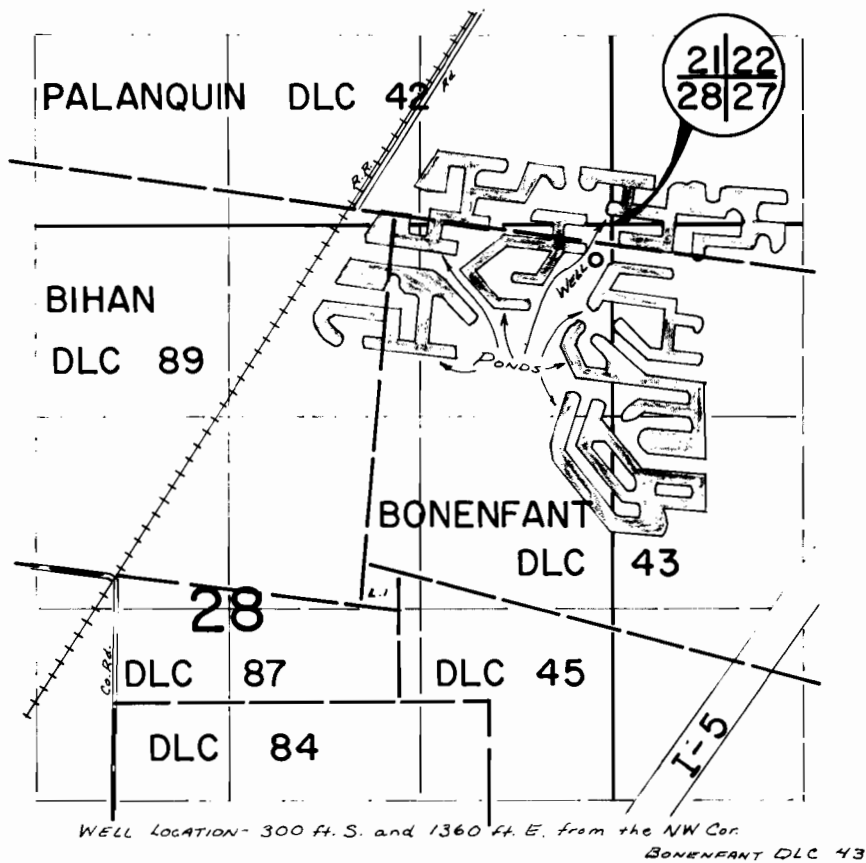 21 22
28 27
PALANQUIN DLC 42
Rd.
R.R.
BIHAN
DLC 89
WELL
PONDS
BONENFANT
DLC 43
L.1
28
Co. Rd.
DLC 87
DLC 45
DLC 84
I-5
WELL LOCATION- 300 ft. S. and 1360 ft. E. from the NW Cor.
BONENFANT DLC 43